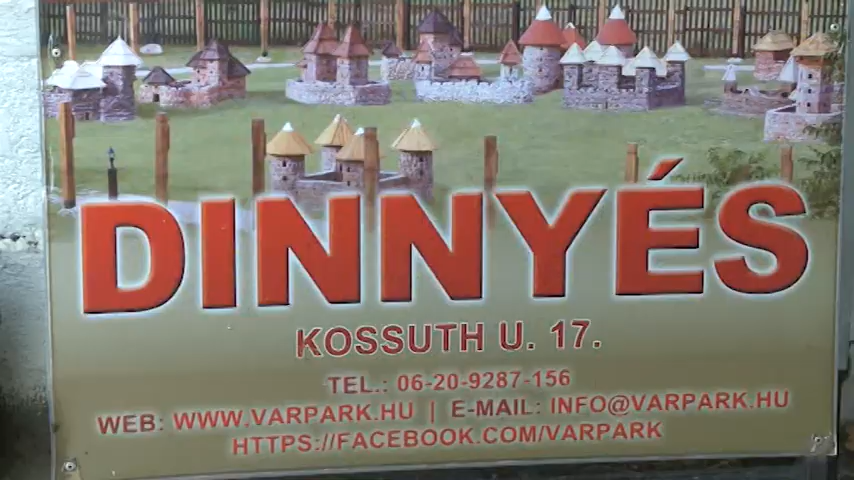 DINNYÉS
KOSSUTH U. 17.
TEL.: 06-20-9287-154
WEB: WWW.VARPARK.HU | E-MAIL: INFO@VARPARK.HU
HTTPS://FACEBOOK.COM/VARPARK/